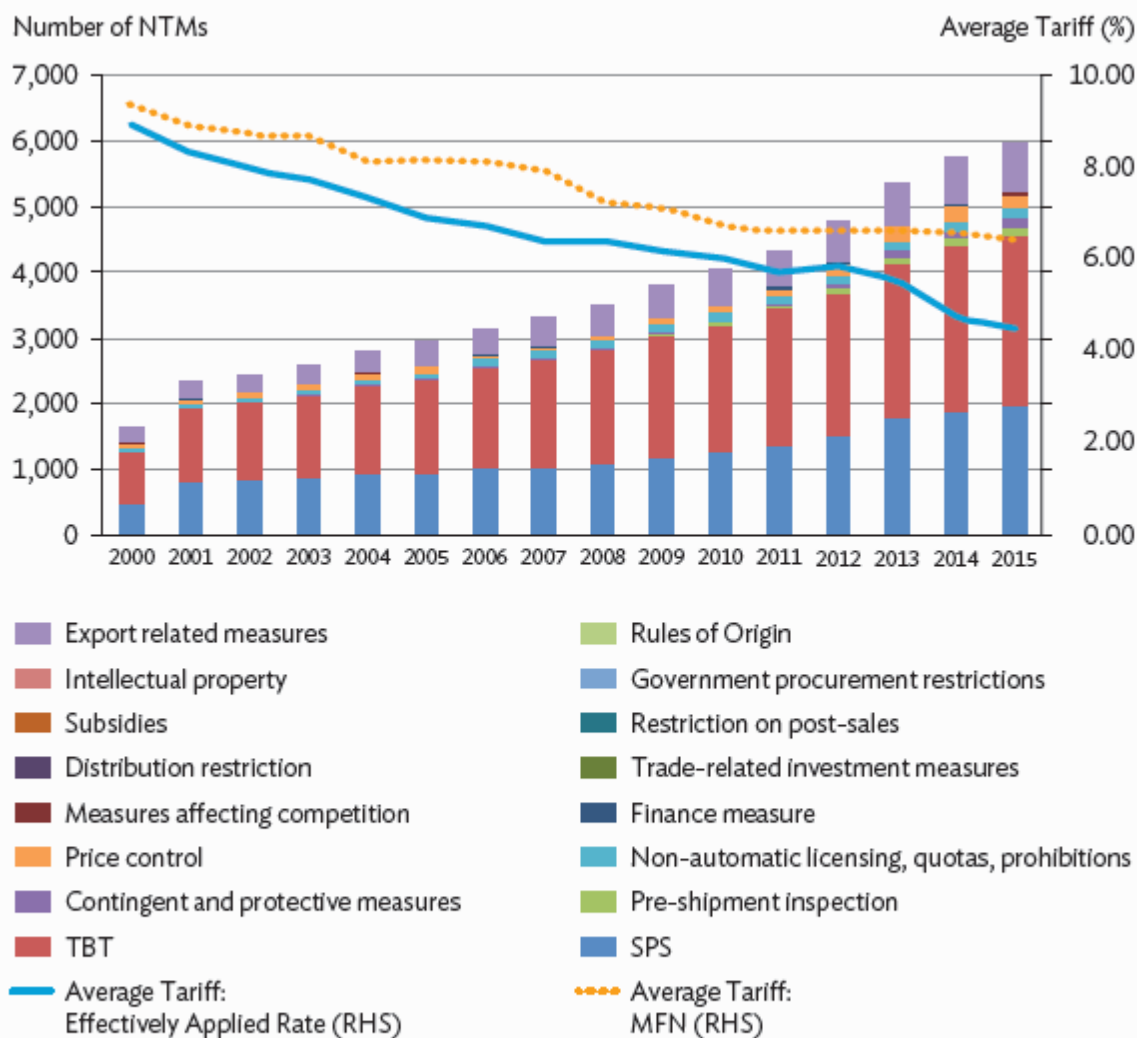 Number of NTMs
Average Tariff (%)
7,000
6,000
5,000
4,000
3,000
2,000
1,000
0
10.00
8.00
6.00
4.00
2.00
0.00
2000 2001 2002 2003 2004 2005 2006 2007 2008 2009 2010 2011 2012 2013 2014 2015
Export related measures
Rules of Origin
Intellectual property
Government procurement restrictions
Subsidies
Restriction on post-sales
Distribution restriction
Trade-related investment measures
Measures affecting competition
Finance measure
Price control
Non-automatic licensing, quotas, prohibitions
Contingent and protective measures
Pre-shipment inspection
TBT
SPS
Average Tariff:
Effectively Applied Rate (RHS)
Average Tariff:
MFN (RHS)